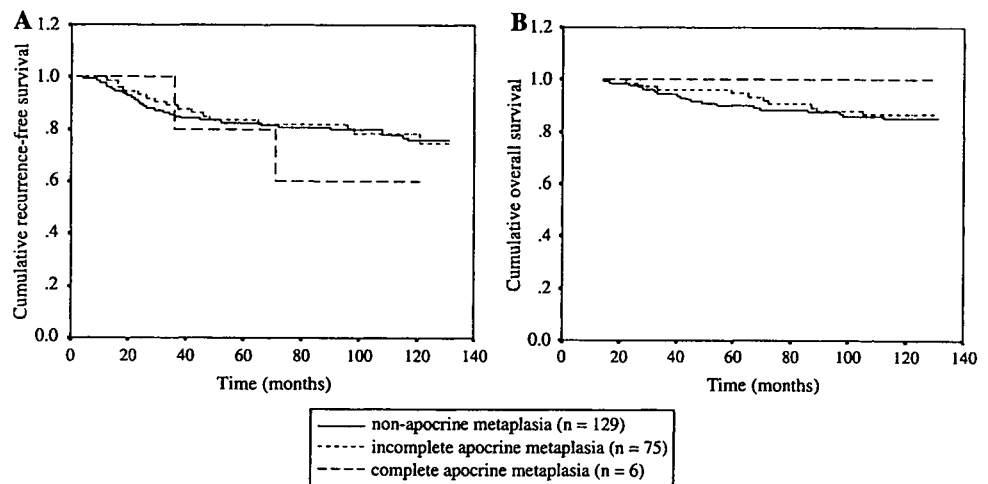 A
Cumulative recurrence-free survival
1.2
1.0
.8
.6
.4
.2
0.0
0 20 40 60 80 100 120 140
Time (months)
B
Cumulative overall survival
1.2
1.0
.8
.6
.4
.2
0.0
0 20 40 60 80 100 120 140
Time (months)
non-apocrine metaplasia (n = 129)
incomplete apocrine metaplasia (n = 75)
complete apocrine metaplasia (n = 6)